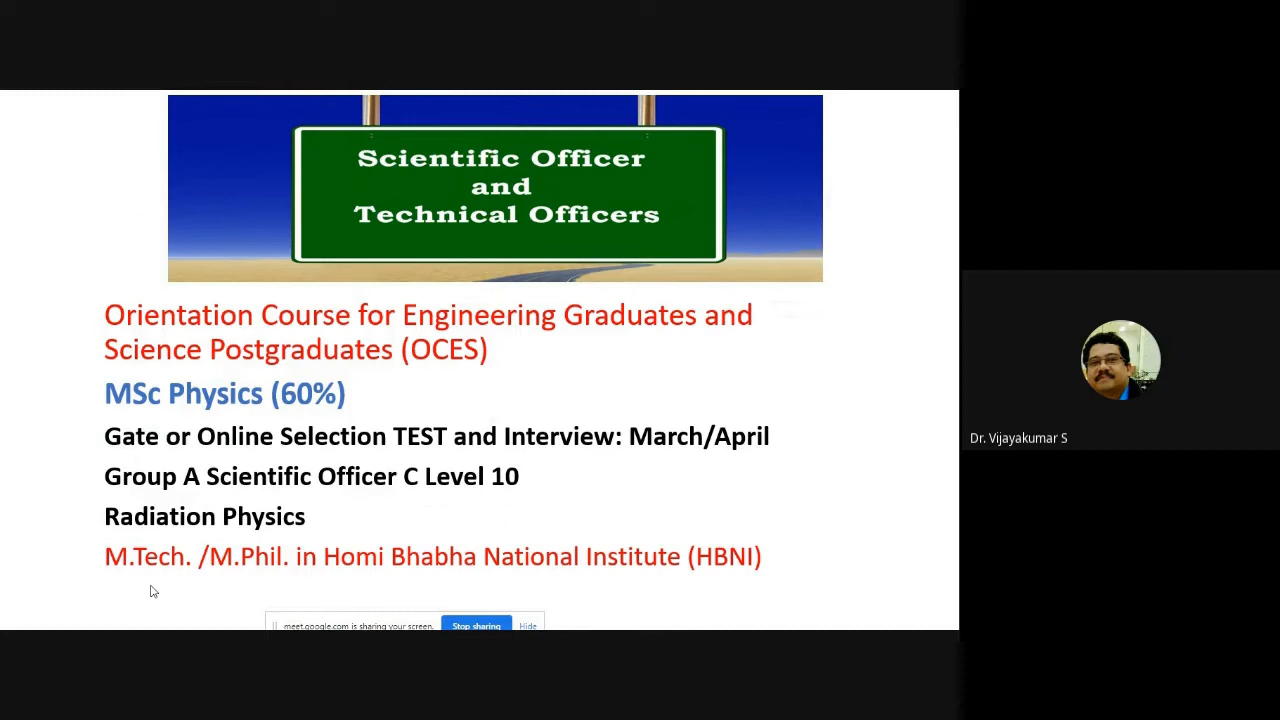 Scientific Officer
and
Technical Officers
Orientation Course for Engineering Graduates and
Science Postgraduates (OCES)
MSc Physics (60%)
Gate or Online Selection TEST and Interview: March/April
Group A Scientific Officer C Level 10
Radiation Physics
M.Tech. /M.Phil. in Homi Bhabha National Institute (HBNI)
meet.google.com is sharing your screen. Stop sharing Hide
Dr. Vijayakumar S